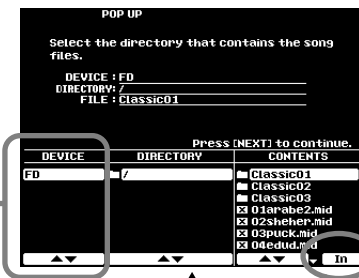 POP UP
Select the directory that contains the song
files.
DEVICE : FD
DIRECTORY: /
FILE : Classic01
Press [NEXT] to continue.
DEVICE DIRECTORY CONTENTS
FD / Classic01
Classic02
Classic03
01arabe2.mid
02sheher.mid
03puck.mid
04edud.mid
In